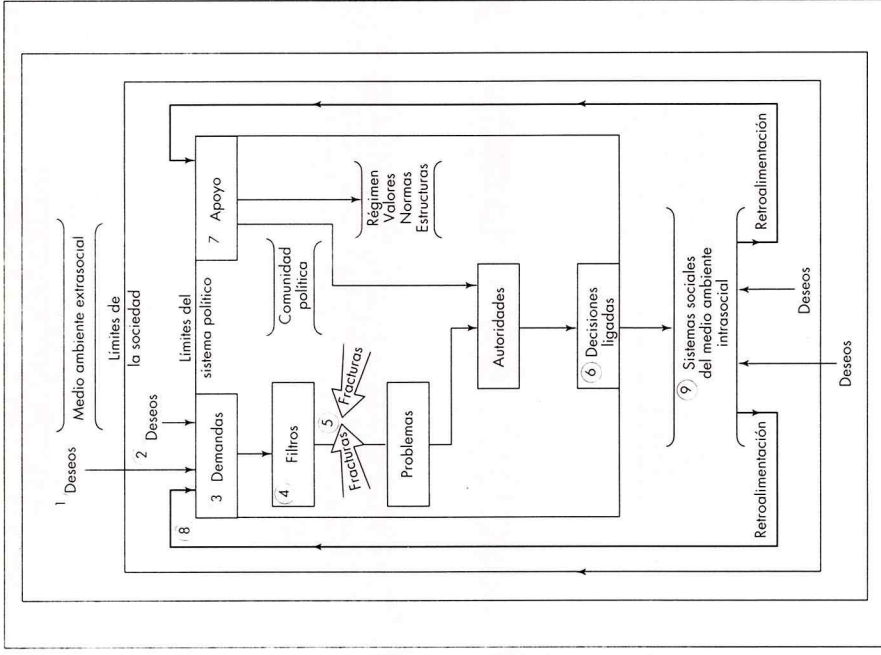 Medio ambiente extrasocial
Límites de
la sociedad
1 Deseos
2
Deseos
8
Límites del
sistema político
3 Demandas
7 Apoyo
4 Filtros
Comunidad
política
Régimen
Valores
Normas
Estructuras
5
Fracturas
Fracturas
Problemas
Autoridades
6 Decisiones
ligadas
9 Sistemas sociales
del medio ambiente
intrasocial
Retroalimentación
Retroalimentación
Deseos
Deseos